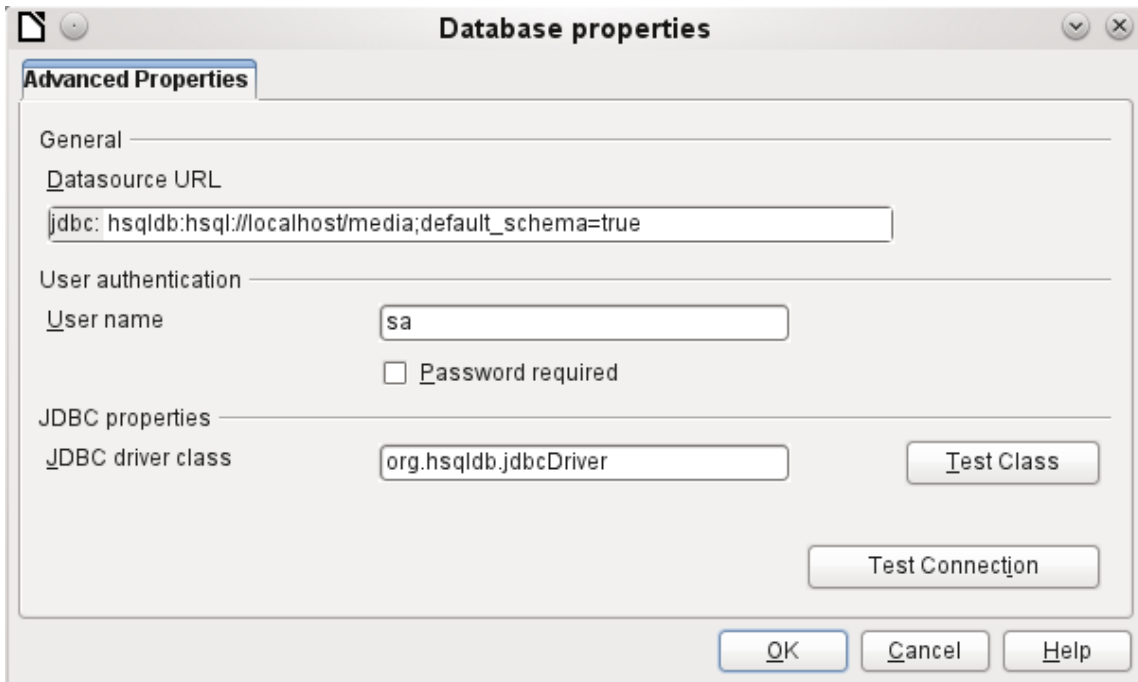 Database properties
Advanced Properties
General
Datasource URL
jdbc: hsqldb:hsql://localhost/media;default_schema=true
User authentication
User name
sa
Password required
JDBC properties
JDBC driver class
org.hsqldb.jdbcDriver
Test Class
Test Connection
OK
Cancel
Help